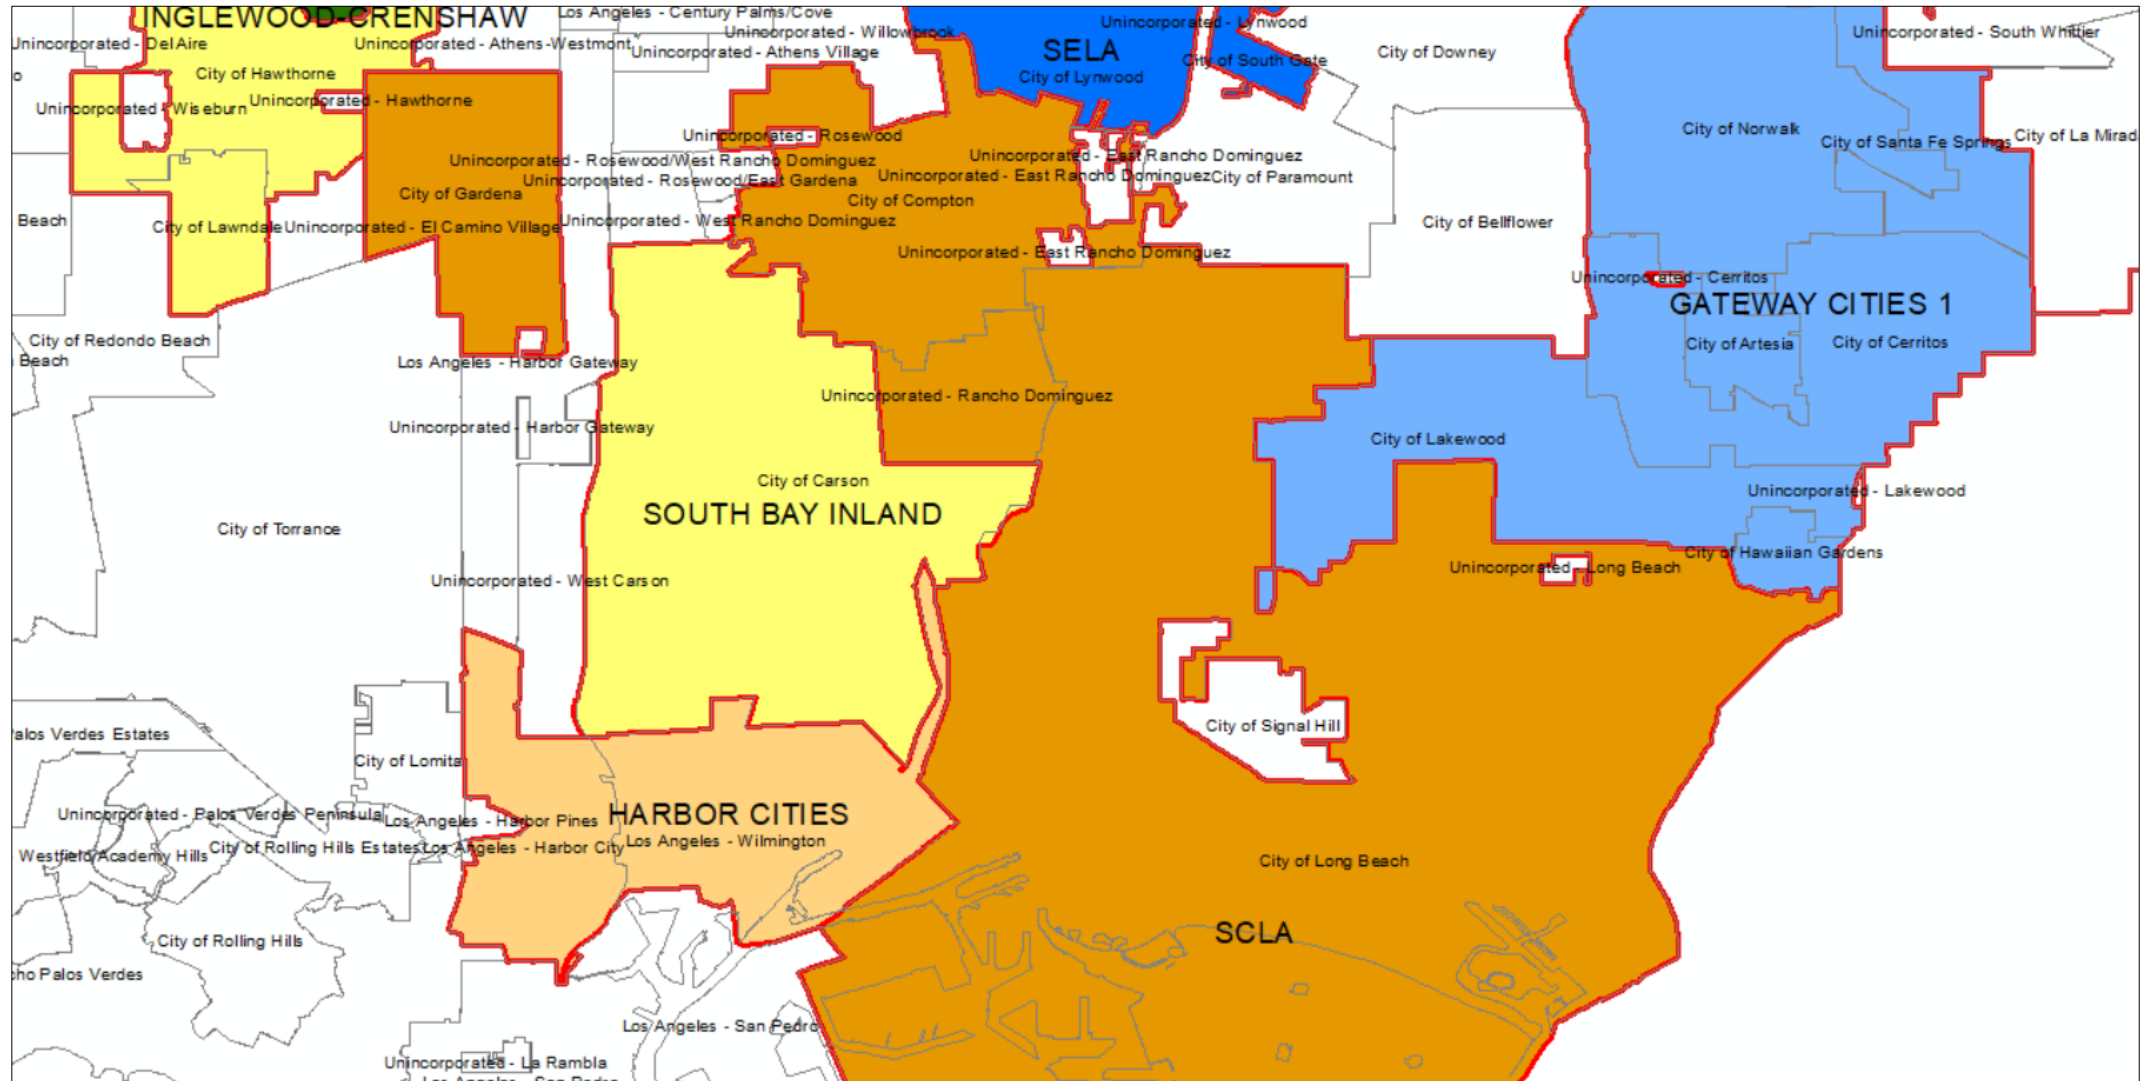 INGLEWOOD-CRENSHAW
Los Angeles - Century Palms/Cove
Unincorporated - Lynwood
Unincorporated - Willowbrook
Unincorporated - South Whittier
Unincorporated - Del Aire
Unincorporated - Athens-Westmont
Unincorporated - Athens Village
SELA
City of Downey
City of South Gate
City of Hawthorne
City of Lynwood
Unincorporated - Wiseburn
Unincorporated - Hawthorne
City of Norwalk
Unincorporated - Rosewood
City of Santa Fe Springs
City of La Mirad
Unincorporated - Rosewood/West Rancho Dominguez
Unincorporated - East Rancho Dominguez
Unincorporated - Rosewood/East Gardena
Unincorporated - East Rancho Dominguez
City of Paramount
City of Gardena
City of Compton
Beach
City of Lawndale
Unincorporated - El Camino Village
Unincorporated - West Rancho Dominguez
City of Bellflower
Unincorporated - East Rancho Dominguez
Unincorporated - Cerritos
GATEWAY CITIES 1
City of Redondo Beach
City of Artesia
City of Cerritos
Beach
Los Angeles - Harbor Gateway
Unincorporated - Rancho Dominguez
Unincorporated - Harbor Gateway
City of Lakewood
City of Carson
Unincorporated - Lakewood
SOUTH BAY INLAND
City of Torrance
City of Hawaiian Gardens
Unincorporated - Long Beach
Unincorporated - West Carson
City of Signal Hill
alos Verdes Estates
City of Lomita
Unincorporated - Palos Verdes Peninsula
Los Angeles - Harbor Pines
HARBOR CITIES
Westfield/Academy Hills
City of Rolling Hills Estates
Los Angeles - Harbor City
Los Angeles - Wilmington
City of Long Beach
SCLA
City of Rolling Hills
cho Palos Verdes
Los Angeles - San Pedro
Unincorporated - La Rambla
Los Angeles - San Pedro